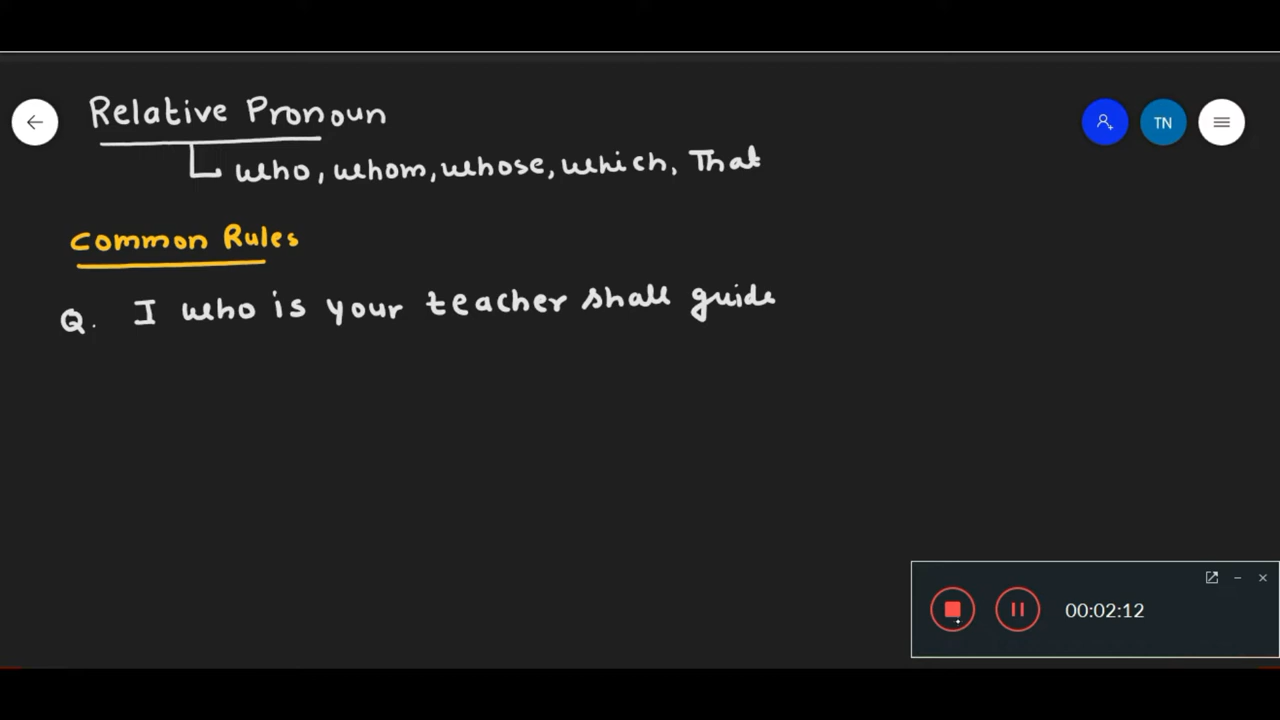 Relative Pronoun
who, whom, whose, which, That
TN
Common Rules
Q. I who is your teacher shall guide
00:02:12